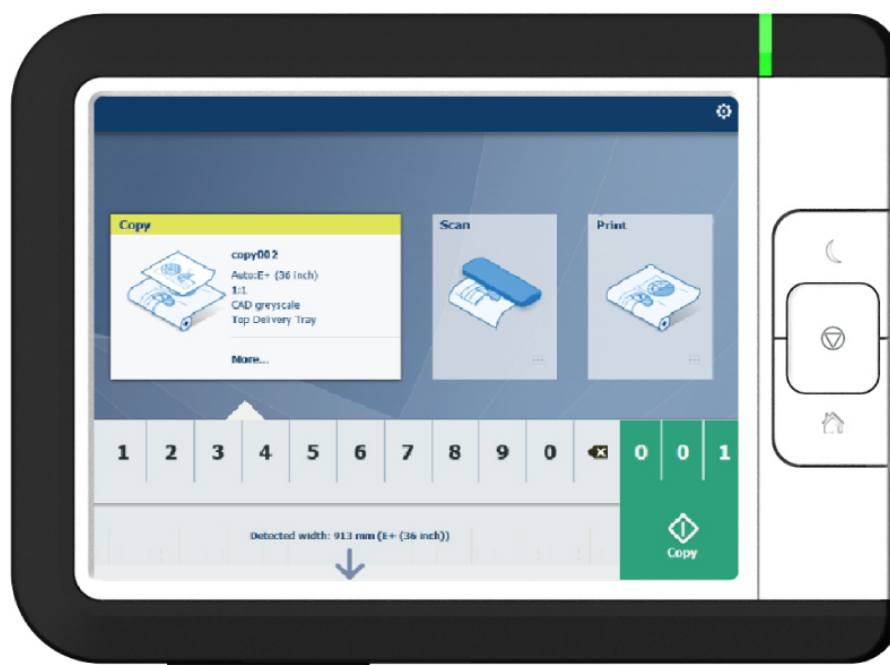 Copy
copy002
Auto:E+ (36 inch)
1:1
CAD greyscale
Top Delivery Tray
More...
Scan
Print
1 2 3 4 5 6 7 8 9 0 0 0 1
Detected width: 913 mm (E+ (36 inch))
Copy